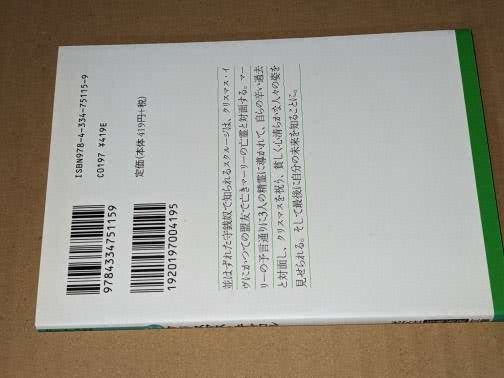 並はずれた守銭奴で知られるスクルージは、クリスマス・イ
ヴにかつての盟友で亡きマーリーの亡霊と対面する。マー
リーの予言通りに3人の精霊に導かれて、自らの辛い過去
と対面し、クリスマスを祝う、貧しく心清らかな人々の姿を
見せられる。そして最後に自分の未来を知ることに。
ISBN978-4-334-75115-9
C0197 ¥419E
定価(本体419円+税)
9784334751159
1920197004195